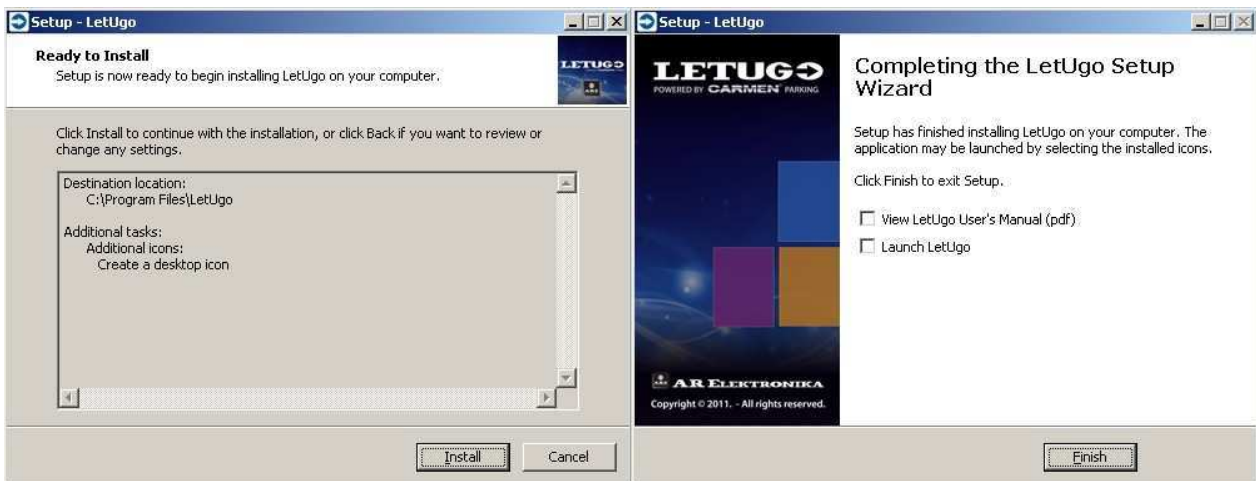 Setup - LetUgo
Ready to Install
Setup is now ready to begin installing LetUgo on your computer.
LETUGO
Click Install to continue with the installation, or click Back if you want to review or
change any settings.
Destination location:
C:\Program Files\LetUgo
Additional tasks:
Additional icons:
Create a desktop icon
Install
Cancel
Setup - LetUgo
LETUGO
POWERED BY CARMEN PARKING
Completing the LetUgo Setup
Wizard
Setup has finished installing LetUgo on your computer. The
application may be launched by selecting the installed icons.
Click Finish to exit Setup.
View LetUgo User's Manual (pdf)
Launch LetUgo
AR ELEKTRONIKA
Copyright © 2011. - All rights reserved.
Finish